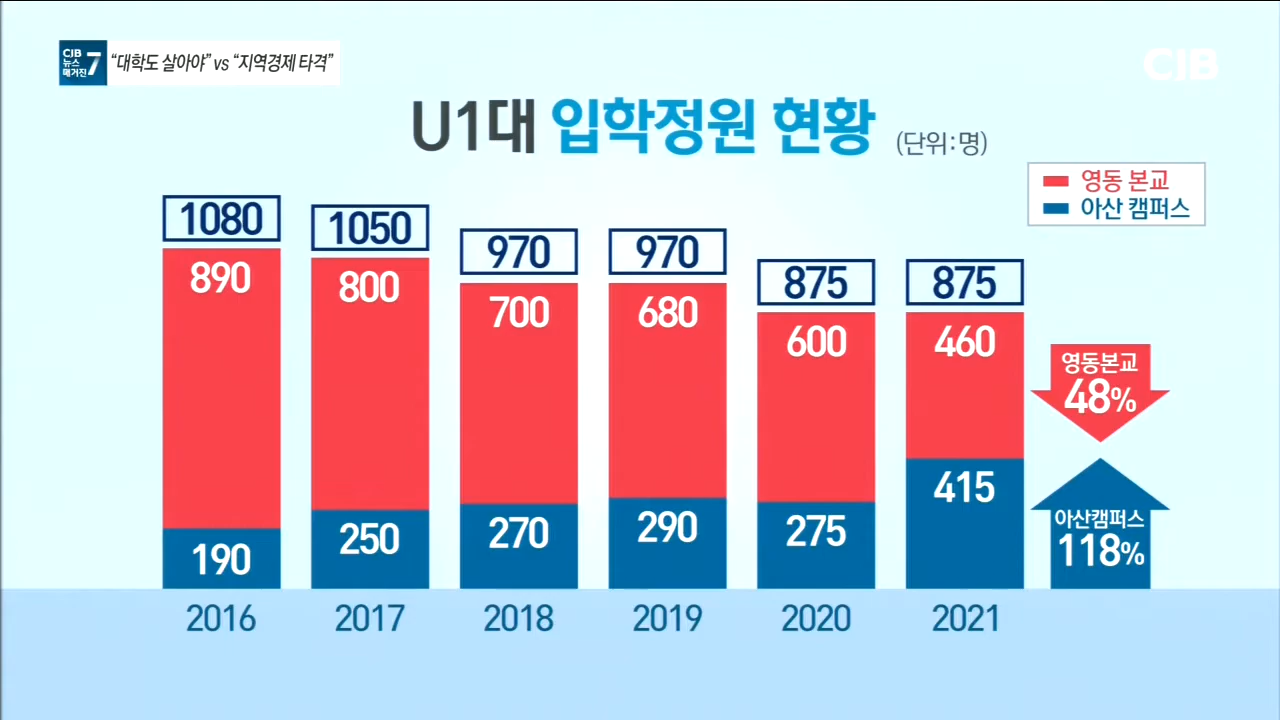 CJB
뉴스
매거진
7
“대학도 살아야” vs “지역경제 타격”
CJB
U1대 입학정원 현황 (단위:명)
영동 본교
아산 캠퍼스
1080 1050 970 970 875 875
890 800 700 680 600 460
영동본교
48%
190 250 270 290 275 415
아산캠퍼스
118%
2016 2017 2018 2019 2020 2021